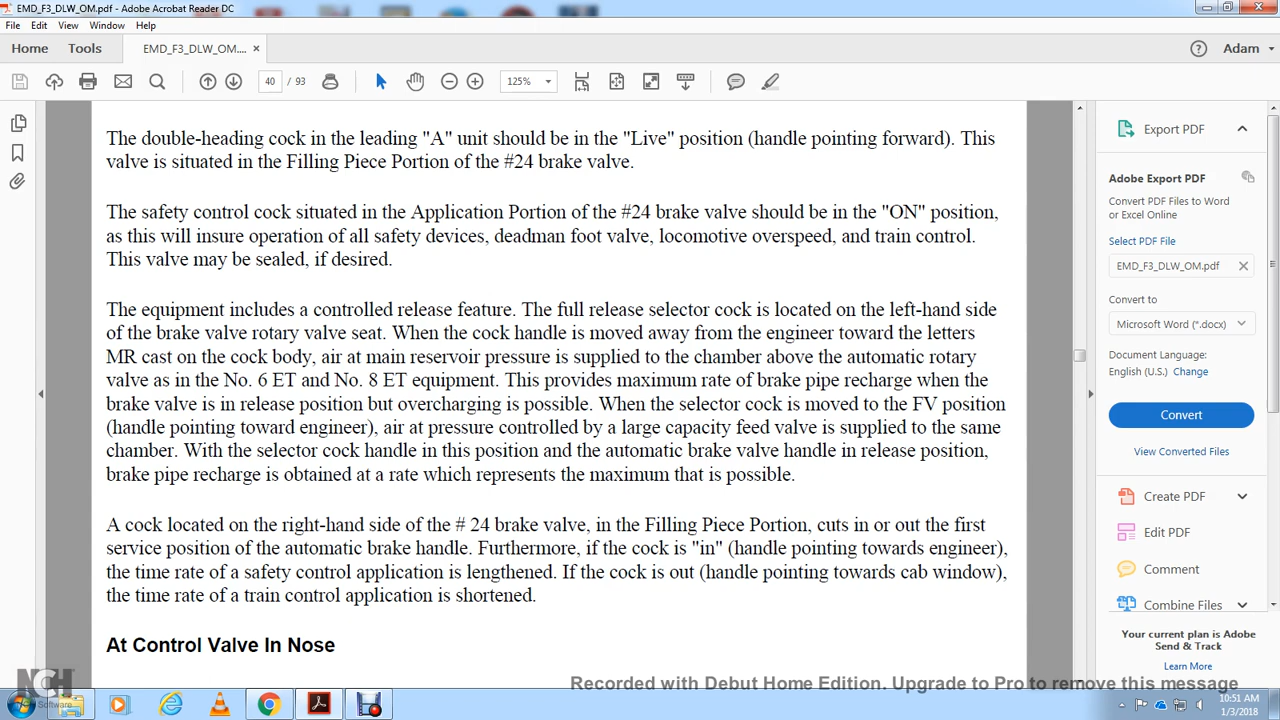 EMD_F3_DLW_OM.pdf - Adobe Acrobat Reader DC
File Edit View Window Help
Home Tools EMD_F3_DLW_OM.... × Adam
40 / 93 125%
The double-heading cock in the leading "A" unit should be in the "Live" position (handle pointing forward). This
valve is situated in the Filling Piece Portion of the #24 brake valve.
The safety control cock situated in the Application Portion of the #24 brake valve should be in the "ON" position,
as this will insure operation of all safety devices, deadman foot valve, locomotive overspeed, and train control.
This valve may be sealed, if desired.
The equipment includes a controlled release feature. The full release selector cock is located on the left-hand side
of the brake valve rotary valve seat. When the cock handle is moved away from the engineer toward the letters
MR cast on the cock body, air at main reservoir pressure is supplied to the chamber above the automatic rotary
valve as in the No. 6 ET and No. 8 ET equipment. This provides maximum rate of brake pipe recharge when the
brake valve is in release position but overcharging is possible. When the selector cock is moved to the FV position
(handle pointing toward engineer), air at pressure controlled by a large capacity feed valve is supplied to the same
chamber. With the selector cock handle in this position and the automatic brake valve handle in release position,
brake pipe recharge is obtained at a rate which represents the maximum that is possible.
A cock located on the right-hand side of the # 24 brake valve, in the Filling Piece Portion, cuts in or out the first
service position of the automatic brake handle. Furthermore, if the cock is "in" (handle pointing towards engineer),
the time rate of a safety control application is lengthened. If the cock is out (handle pointing towards cab window),
the time rate of a train control application is shortened.
At Control Valve In Nose
Export PDF
Adobe Export PDF
Convert PDF Files to Word
or Excel Online
Select PDF File
EMD_F3_DLW_OM.pdf
Convert to
Microsoft Word (*.docx)
Document Language:
English (U.S.) Change
Convert
View Converted Files
Create PDF
Edit PDF
Comment
Combine Files
Your current plan is Adobe
Send & Track
Learn More
NCH
Software
Recorded with Debut Home Edition. Upgrade to Pro to remove this message
10:51 AM
1/3/2018